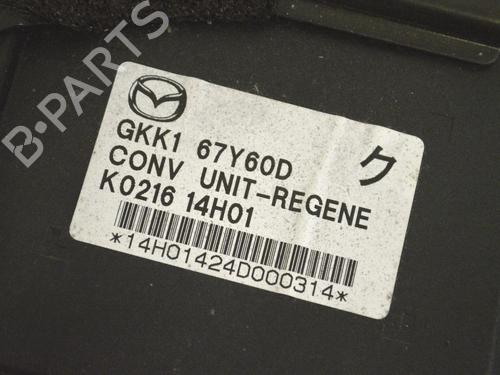 B-PARTS
GKK1 67Y60D
ク
CONV UNIT-REGENE
K0216 14H01
*14H01424D000314*